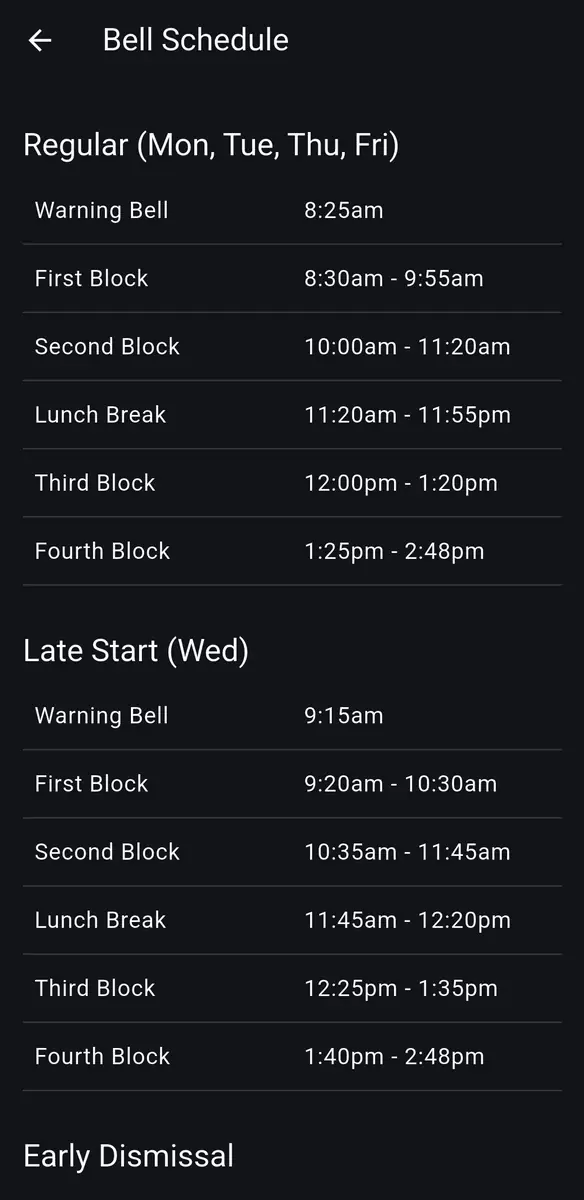 Bell Schedule
Regular (Mon, Tue, Thu, Fri)
Warning Bell 8:25am
First Block 8:30am - 9:55am
Second Block 10:00am - 11:20am
Lunch Break 11:20am - 11:55pm
Third Block 12:00pm - 1:20pm
Fourth Block 1:25pm - 2:48pm
Late Start (Wed)
Warning Bell 9:15am
First Block 9:20am - 10:30am
Second Block 10:35am - 11:45am
Lunch Break 11:45am - 12:20pm
Third Block 12:25pm - 1:35pm
Fourth Block 1:40pm - 2:48pm
Early Dismissal